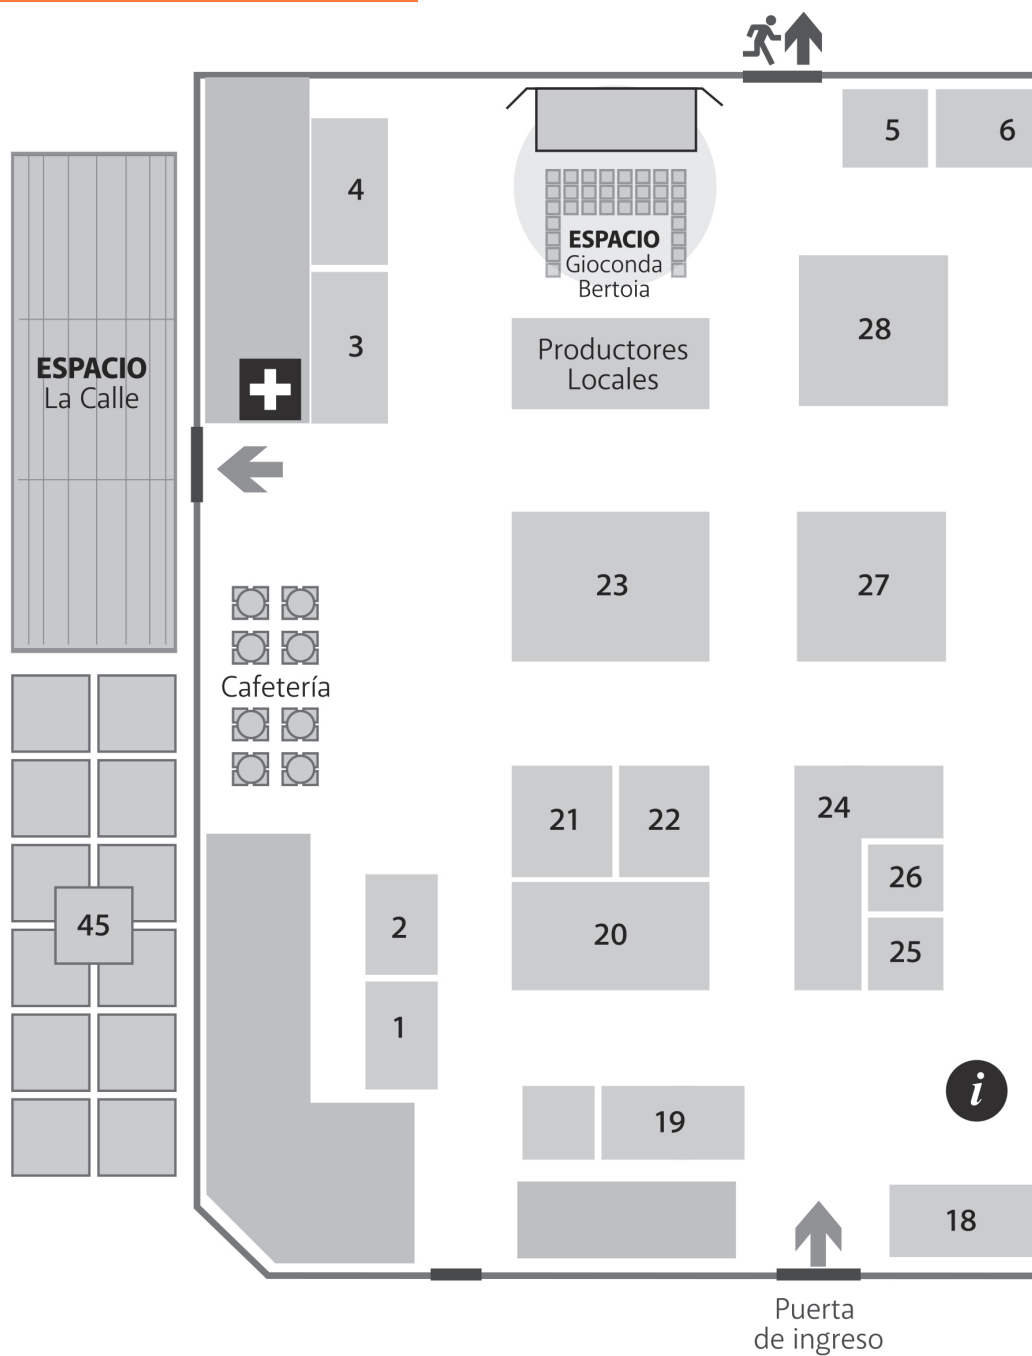 5
6
4
ESPACIO
Gioconda
Bertoia
3
Productores
Locales
28
ESPACIO
La Calle
23
27
Cafetería
21
22
24
26
45
2
20
25
1
i
19
18
Puerta
de ingreso